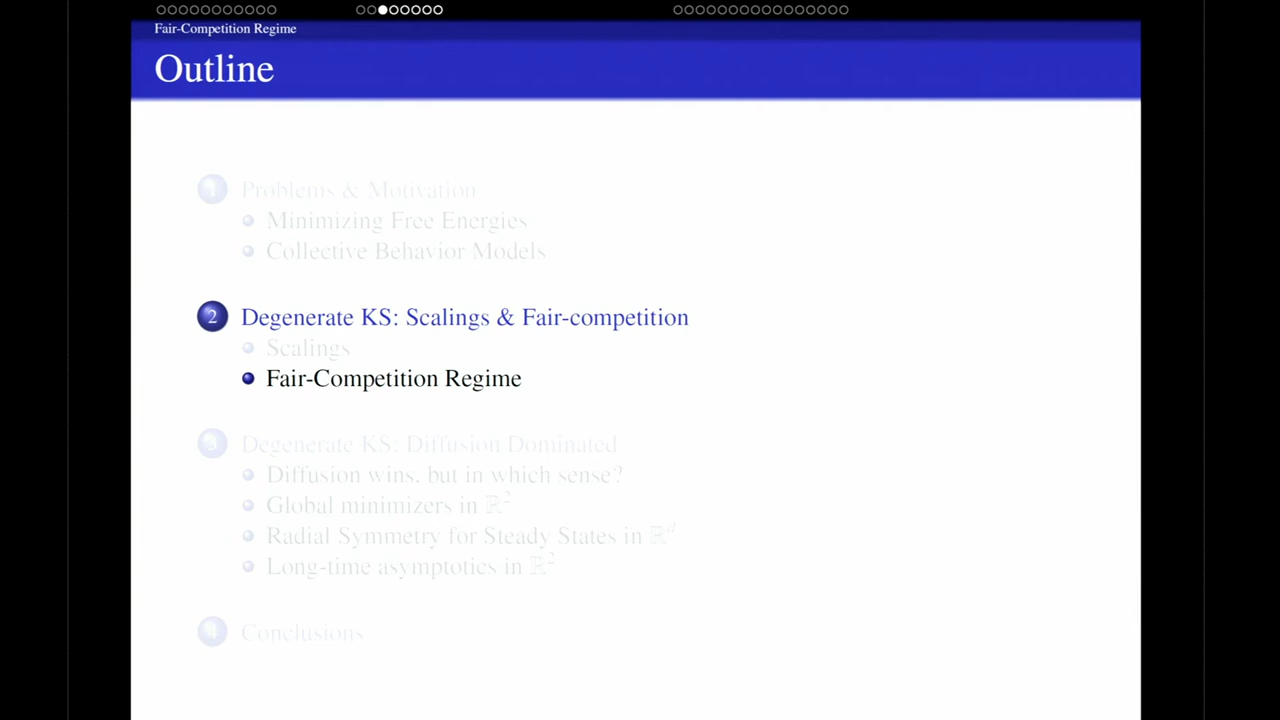 Fair-Competition Regime
Outline
1 Problems & Motivation
Minimizing Free Energies
Collective Behavior Models
2 Degenerate KS: Scalings & Fair-competition
Scalings
Fair-Competition Regime
3 Degenerate KS: Diffusion Dominated
Diffusion wins, but in which sense?
Global minimizers in ℝ²
Radial Symmetry for Steady States in ℝᵈ
Long-time asymptotics in ℝ²
4 Conclusions